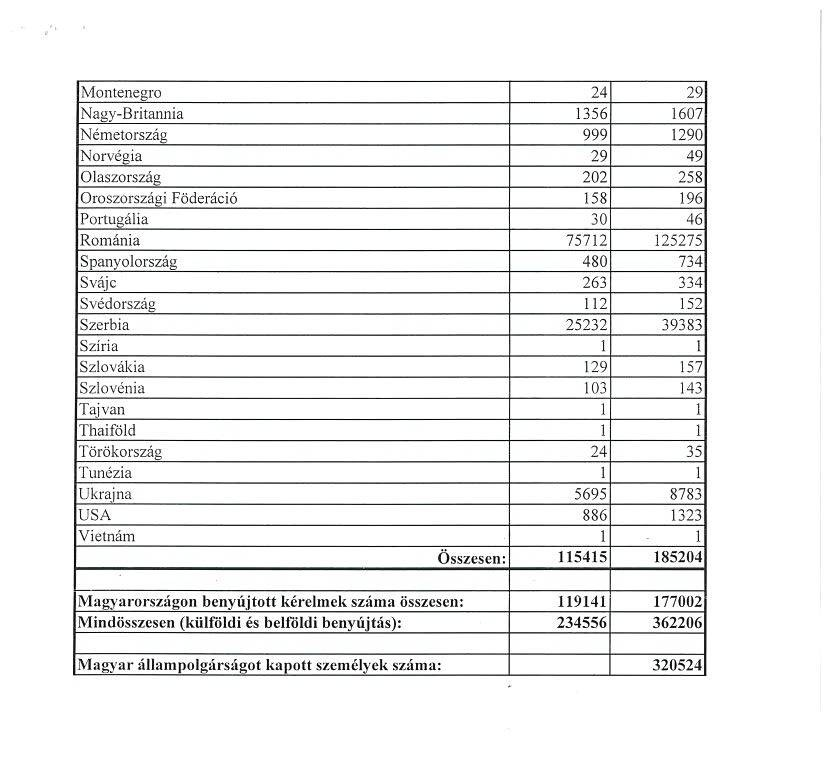 Montenegro 24 29
Nagy-Britannia 1356 1607
Németország 999 1290
Norvégia 29 49
Olaszország 202 258
Oroszországi Föderáció 158 196
Portugália 30 46
Románia 75712 125275
Spanyolország 480 734
Svájc 263 334
Svédország 112 152
Szerbia 25232 39383
Szíria 1 1
Szlovákia 129 157
Szlovénia 103 143
Tajvan 1 1
Thaiföld 1 1
Törökország 24 35
Tunézia 1 1
Ukrajna 5695 8783
USA 886 1323
Vietnám 1 1
Összesen: 115415 185204
Magyarországon benyújtott kérelmek száma összesen: 119141 177002
Mindösszesen (külföldi és belföldi benyújtás): 234556 362206
Magyar állampolgárságot kapott személyek száma: 320524